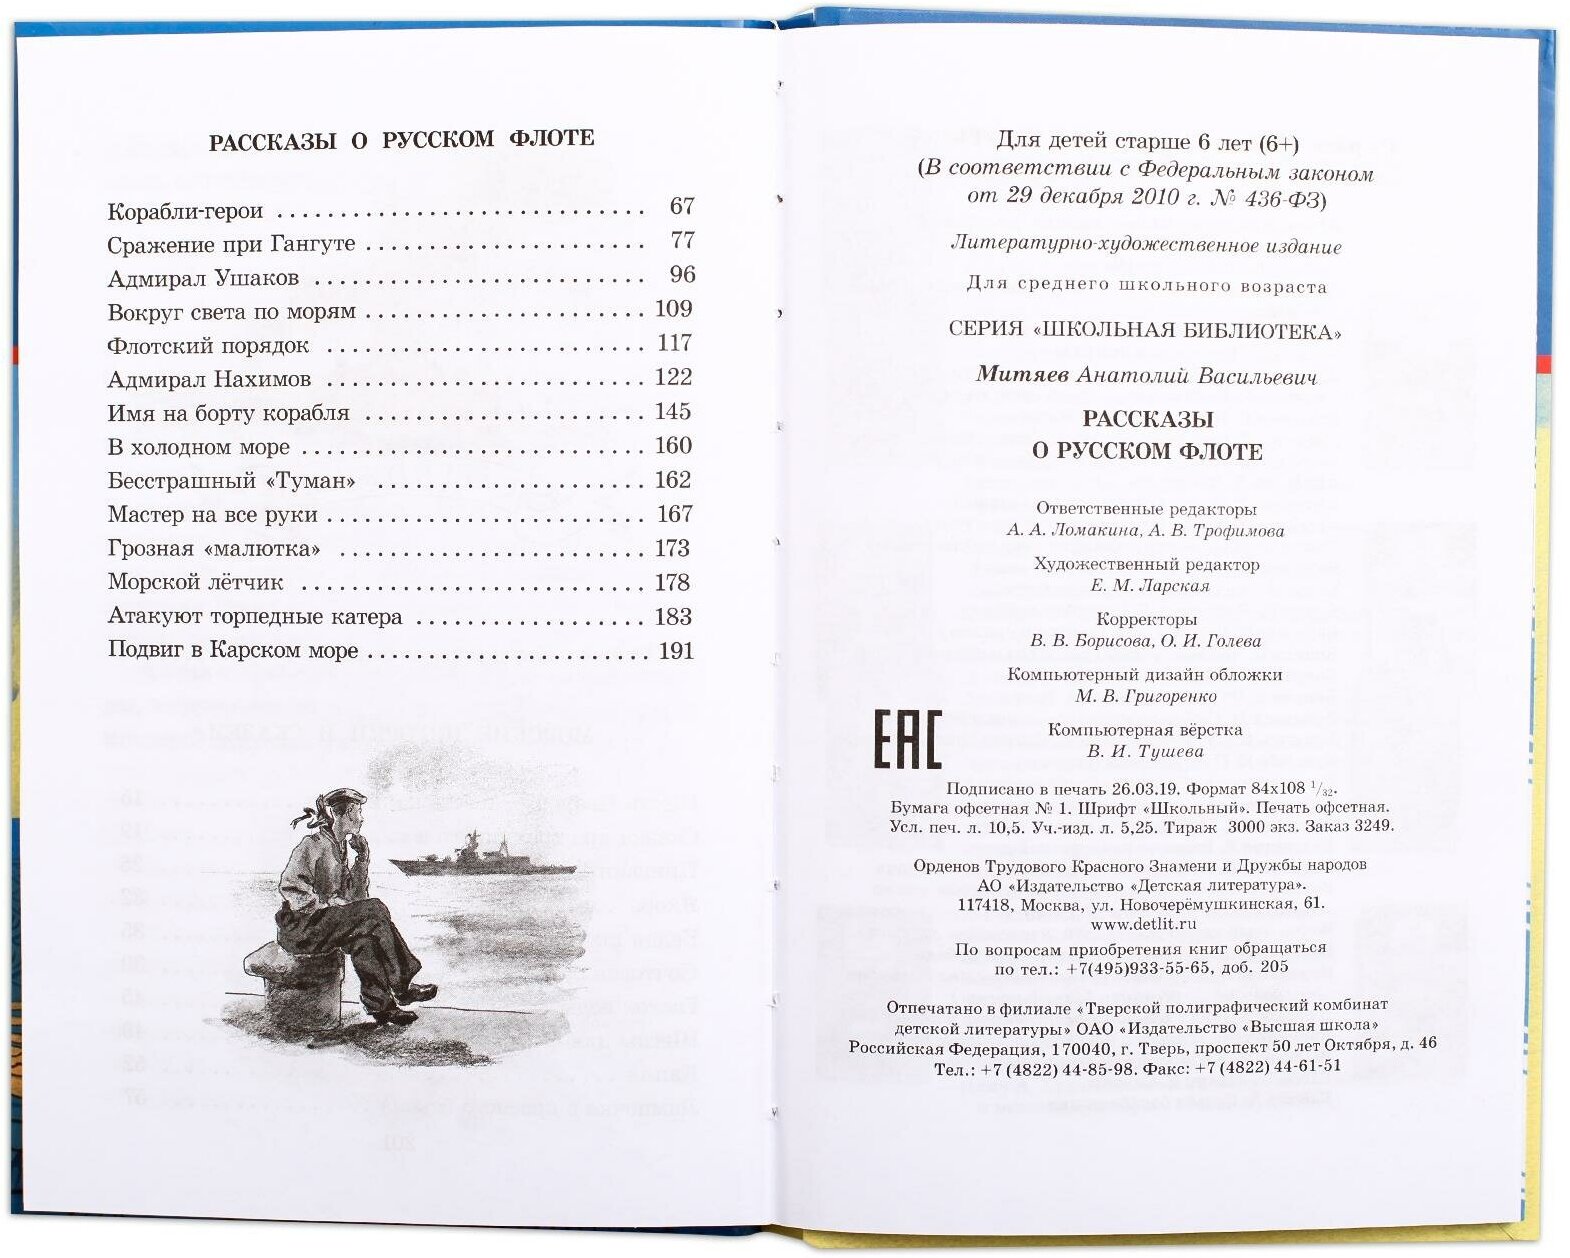 РАССКАЗЫ О РУССКОМ ФЛОТЕ
Корабли-герои .............................. 67
Сражение при Гангуте ....................... 77
Адмирал Ушаков ........................... 96
Вокруг света по морям ....................... 109
Флотский порядок .......................... 117
Адмирал Нахимов .......................... 122
Имя на борту корабля ....................... 145
В холодном море ............................ 160
Бесстрашный «Туман» ...................... 162
Мастер на все руки .......................... 167
Грозная «малютка» ......................... 173
Морской лётчик ............................ 178
Атакуют торпедные катера ................... 183
Подвиг в Карском море ....................... 191
Для детей старше 6 лет (6+)
(В соответствии с Федеральным законом
от 29 декабря 2010 г. № 436-ФЗ)
Литературно-художественное издание
Для среднего школьного возраста
СЕРИЯ «ШКОЛЬНАЯ БИБЛИОТЕКА»
Митяев Анатолий Васильевич
РАССКАЗЫ
О РУССКОМ ФЛОТЕ
Ответственные редакторы
А. А. Ломакина, А. В. Трофимова
Художественный редактор
Е. М. Ларская
Корректоры
В. В. Борисова, О. И. Голева
Компьютерный дизайн обложки
М. В. Григоренко
Компьютерная вёрстка
В. И. Тушева
EAC
Подписано в печать 26.03.19. Формат 84х108 1/32.
Бумага офсетная № 1. Шрифт «Школьный». Печать офсетная.
Усл. печ. л. 10,5. Уч.-изд. л. 5,25. Тираж 3000 экз. Заказ 3249.
Орденов Трудового Красного Знамени и Дружбы народов
АО «Издательство «Детская литература».
117418, Москва, ул. Новочерёмушкинская, 61.
www.detlit.ru
По вопросам приобретения книг обращаться
по тел.: +7(495)933-55-65, доб. 205
Отпечатано в филиале «Тверской полиграфический комбинат
детской литературы» ОАО «Издательство «Высшая школа»
Российская Федерация, 170040, г. Тверь, проспект 50 лет Октября, д. 46
Тел.: +7 (4822) 44-85-98. Факс: +7 (4822) 44-61-51